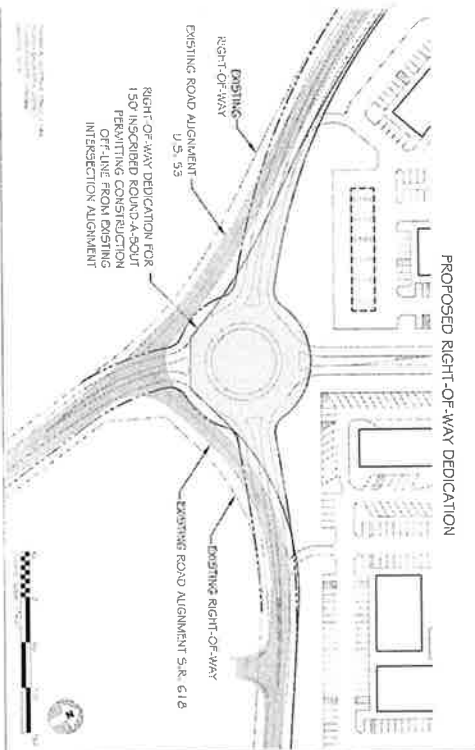 PROPOSED RIGHT-OF-WAY DEDICATION
EXISTING
RIGHT-OF-WAY
EXISTING ROAD ALIGNMENT
U.S. 53
RIGHT-OF-WAY DEDICATION FOR
150' INSCRIBED ROUND-A-BOUT
PERMITTING CONSTRUCTION
OFF-LINE FROM EXISTING
INTERSECTION ALIGNMENT
EXISTING RIGHT-OF-WAY
EXISTING ROAD ALIGNMENT S.R. 618